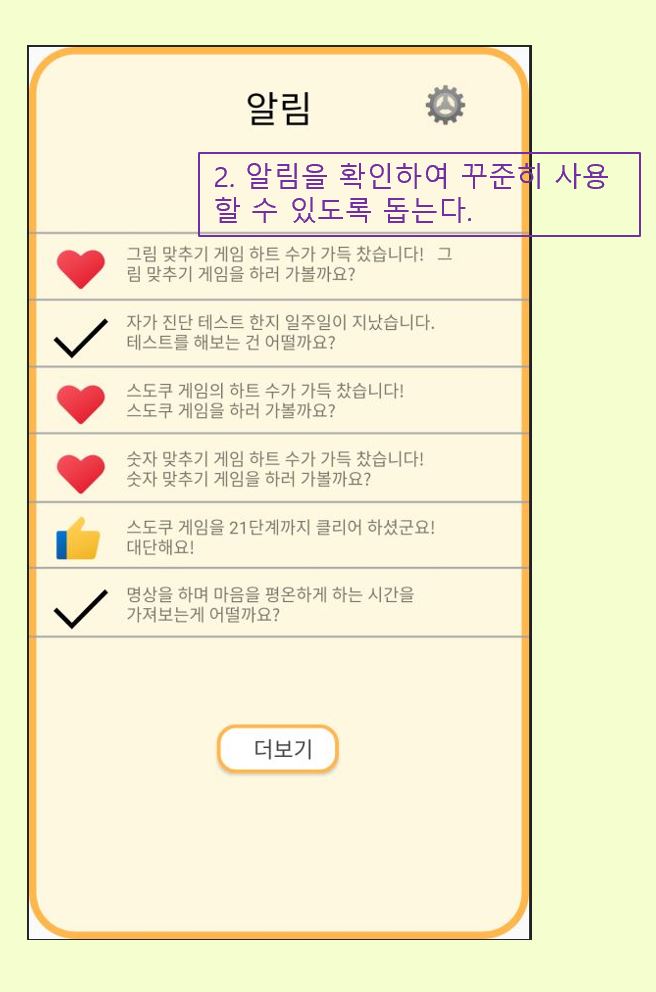 알림
2. 알림을 확인하여 꾸준히 사용
할 수 있도록 돕는다.
그림 맞추기 게임 하트 수가 가득 찼습니다! 그
림 맞추기 게임을 하러 가볼까요?
자가 진단 테스트 한지 일주일이 지났습니다.
테스트를 해보는 건 어떨까요?
스도쿠 게임의 하트 수가 가득 찼습니다!
스도쿠 게임을 하러 가볼까요?
숫자 맞추기 게임 하트 수가 가득 찼습니다!
숫자 맞추기 게임을 하러 가볼까요?
스도쿠 게임을 21단계까지 클리어 하셨군요!
대단해요!
명상을 하며 마음을 평온하게 하는 시간을
가져보는게 어떨까요?
더보기